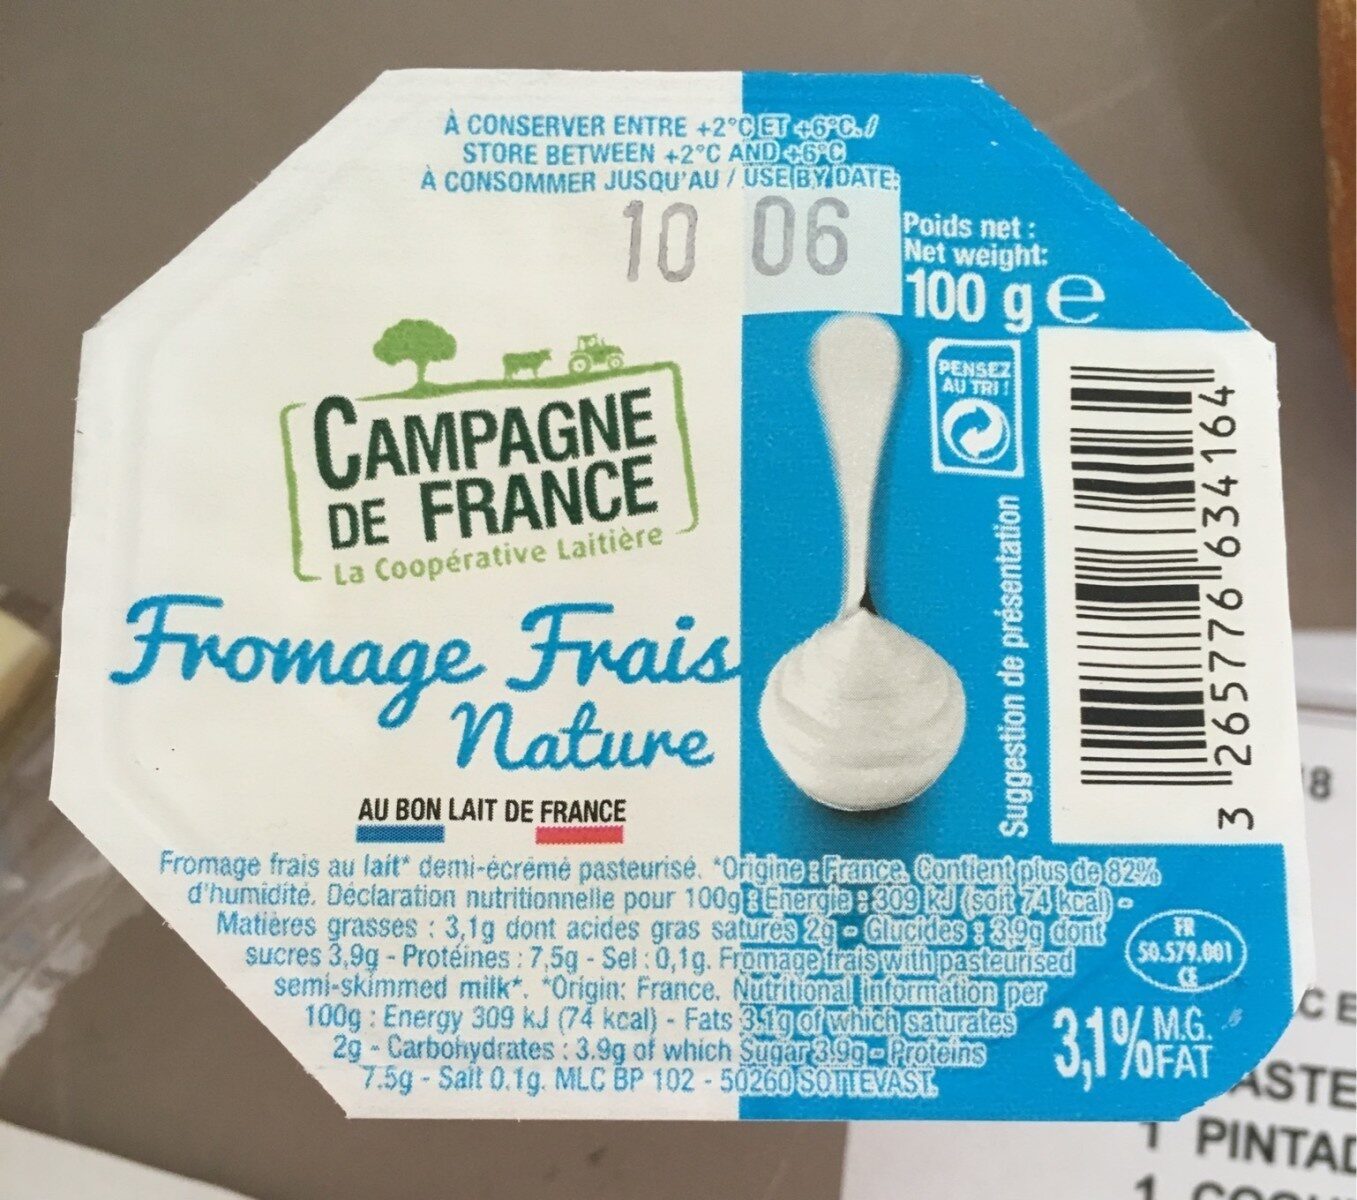 À CONSERVER ENTRE +2°C ET +6°C. /
STORE BETWEEN +2°C AND +6°C
À CONSOMMER JUSQU'AU / USE BY DATE:
10 06
Poids net :
Net weight:
100 g e
PENSEZ
AU TRI !
CAMPAGNE
DE FRANCE
La Coopérative Laitière
Fromage Frais
Nature
AU BON LAIT DE FRANCE
Suggestion de présentation
3 265776 634164
Fromage frais au lait* demi-écrémé pasteurisé. *Origine : France. Contient plus de 82%
d'humidité. Déclaration nutritionnelle pour 100g : Energie : 309 kJ (soit 74 kcal) -
Matières grasses : 3,1g dont acides gras saturés 2g - Glucides : 3,9g dont
sucres 3,9g - Protéines : 7,5g - Sel : 0,1g. Fromage frais with pasteurised
semi-skimmed milk*. *Origin: France. Nutritional information per
100g : Energy 309 kJ (74 kcal) - Fats 3.1g of which saturates
2g - Carbohydrates : 3.9g of which Sugar 3.9g - Proteins
7.5g - Salt 0.1g. MLC BP 102 - 50260 SOTTEVAST.
FR
50.579.001
CE
3,1% M.G.
FAT
18
CE
ASTE
1 PINTAD
1